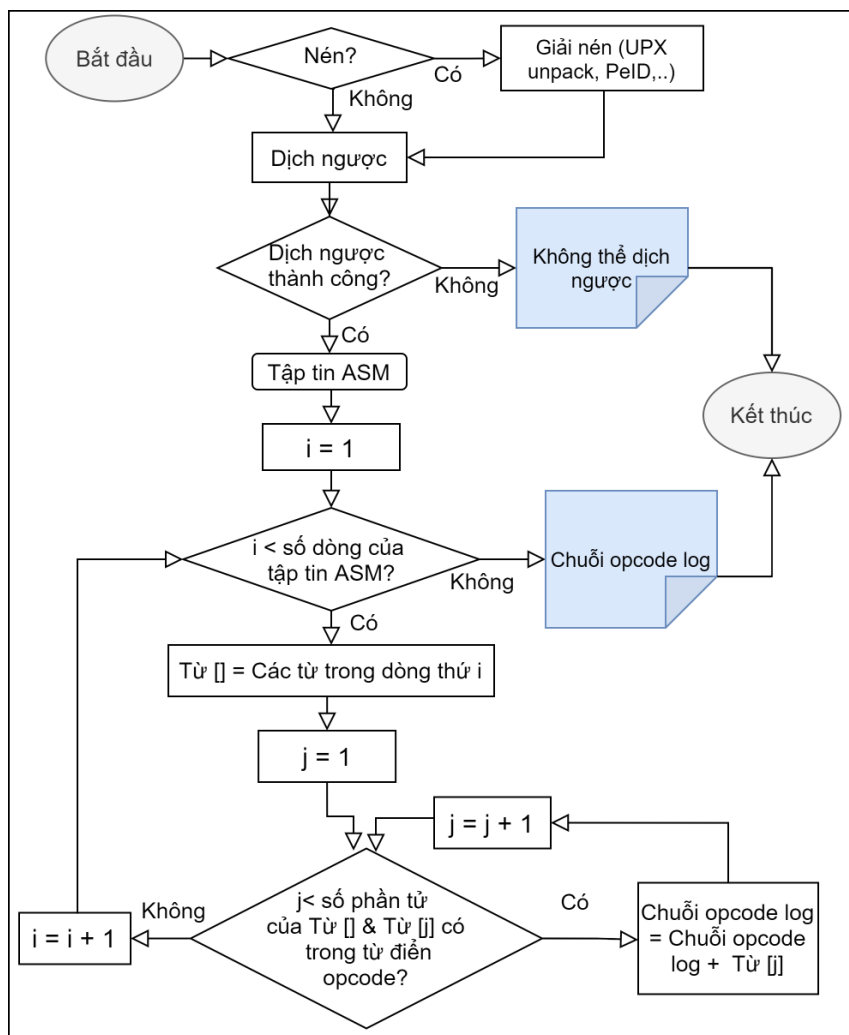 Bắt đầu
Nén?
Có
Giải nén (UPX
unpack, PeID,..)
Không
Dịch ngược
Dịch ngược
thành công?
Không
Không thể dịch
ngược
Có
Tập tin ASM
Kết thúc
i = 1
i < số dòng của
tập tin ASM?
Không
Chuỗi opcode log
Có
Từ [] = Các từ trong dòng thứ i
j = 1
j = j + 1
j< số phần tử
của Từ [] & Từ [j] có
trong từ điển
opcode?
Không
i = i + 1
Có
Chuỗi opcode log
= Chuỗi opcode
log + Từ [j]